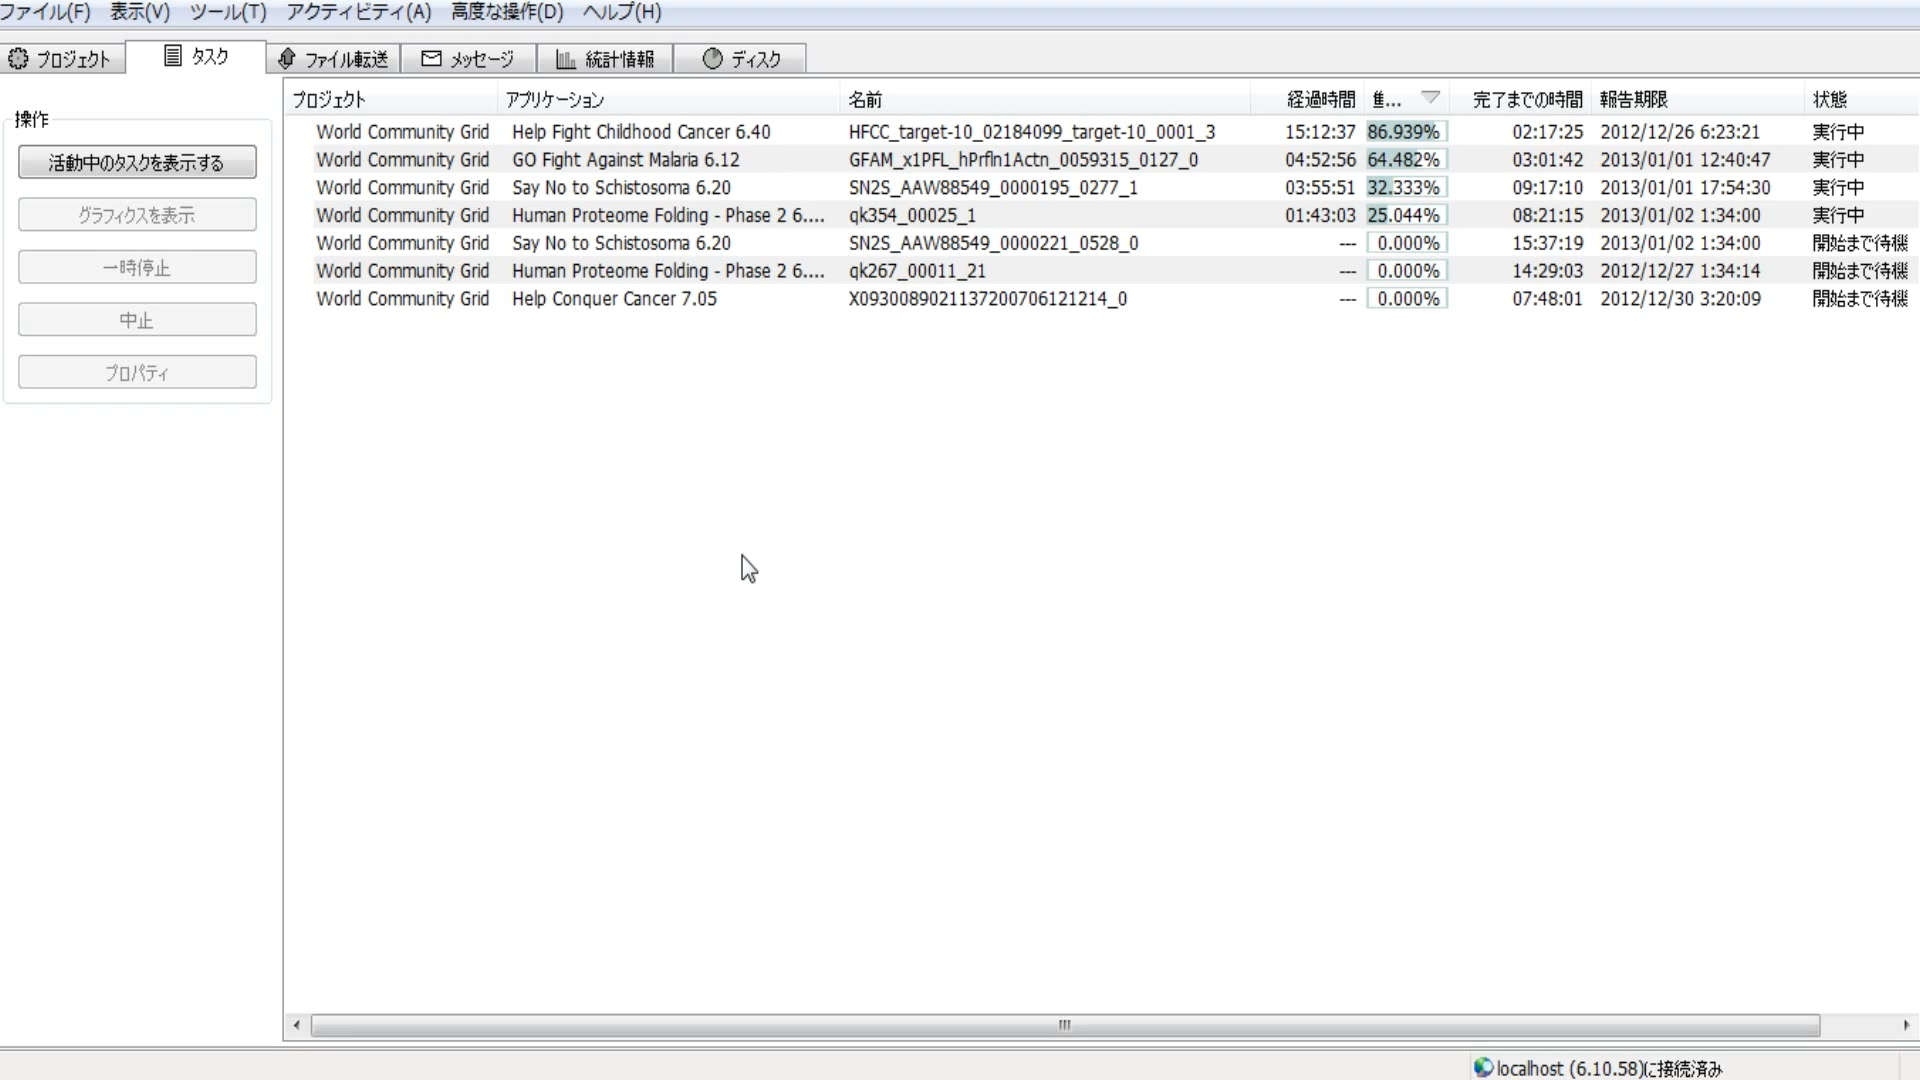 ファイル(F) 表示(V) ツール(T) アクティビティ(A) 高度な操作(D) ヘルプ(H)
プロジェクト タスク ファイル転送 メッセージ 統計情報 ディスク
操作
活動中のタスクを表示する
グラフィクスを表示
一時停止
中止
プロパティ
プロジェクト アプリケーション 名前 経過時間 進... 完了までの時間 報告期限 状態
World Community Grid Help Fight Childhood Cancer 6.40 HFCC_target-10_02184099_target-10_0001_3 15:12:37 86.939% 02:17:25 2012/12/26 6:23:21 実行中
World Community Grid GO Fight Against Malaria 6.12 GFAM_x1PFL_hPrfln1Actn_0059315_0127_0 04:52:56 64.482% 03:01:42 2013/01/01 12:40:47 実行中
World Community Grid Say No to Schistosoma 6.20 SN2S_AAW88549_0000195_0277_1 03:55:51 32.333% 09:17:10 2013/01/01 17:54:30 実行中
World Community Grid Human Proteome Folding - Phase 2 6.... qk354_00025_1 01:43:03 25.044% 08:21:15 2013/01/02 1:34:00 実行中
World Community Grid Say No to Schistosoma 6.20 SN2S_AAW88549_0000221_0528_0 --- 0.000% 15:37:19 2013/01/02 1:34:00 開始まで待機
World Community Grid Human Proteome Folding - Phase 2 6.... qk267_00011_21 --- 0.000% 14:29:03 2012/12/27 1:34:14 開始まで待機
World Community Grid Help Conquer Cancer 7.05 X0930089021137200706121214_0 --- 0.000% 07:48:01 2012/12/30 3:20:09 開始まで待機
localhost (6.10.58)に接続済み